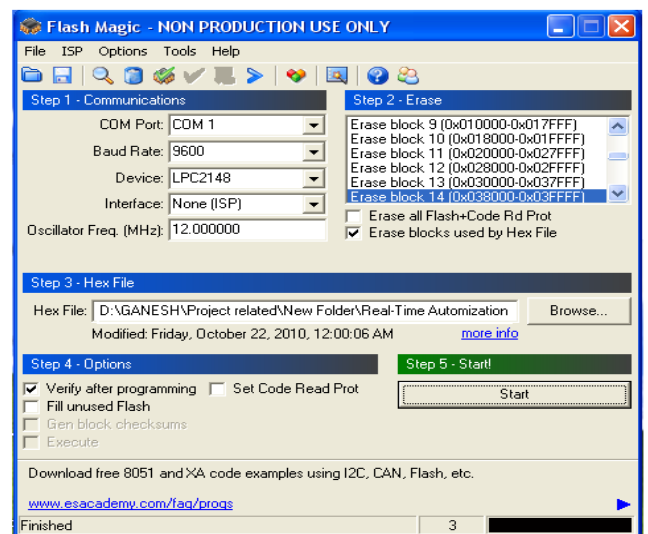 Flash Magic - NON PRODUCTION USE ONLY
File ISP Options Tools Help
Step 1 - Communications
COM Port: COM 1
Baud Rate: 9600
Device: LPC2148
Interface: None (ISP)
Oscillator Freq. (MHz): 12.000000
Step 2 - Erase
Erase block 9 (0x010000-0x017FFF)
Erase block 10 (0x018000-0x01FFFF)
Erase block 11 (0x020000-0x027FFF)
Erase block 12 (0x028000-0x02FFFF)
Erase block 13 (0x030000-0x037FFF)
Erase block 14 (0x038000-0x03FFFF)
Erase all Flash+Code Rd Prot
Erase blocks used by Hex File
Step 3 - Hex File
Hex File: D:\GANESH\Project related\New Folder\Real-Time Automization Browse...
Modified: Friday, October 22, 2010, 12:00:06 AM more info
Step 4 - Options
Verify after programming Set Code Read Prot
Fill unused Flash
Gen block checksums
Execute
Step 5 - Start!
Start
Download free 8051 and XA code examples using I2C, CAN, Flash, etc.
www.esacademy.com/faq/progs
Finished 3